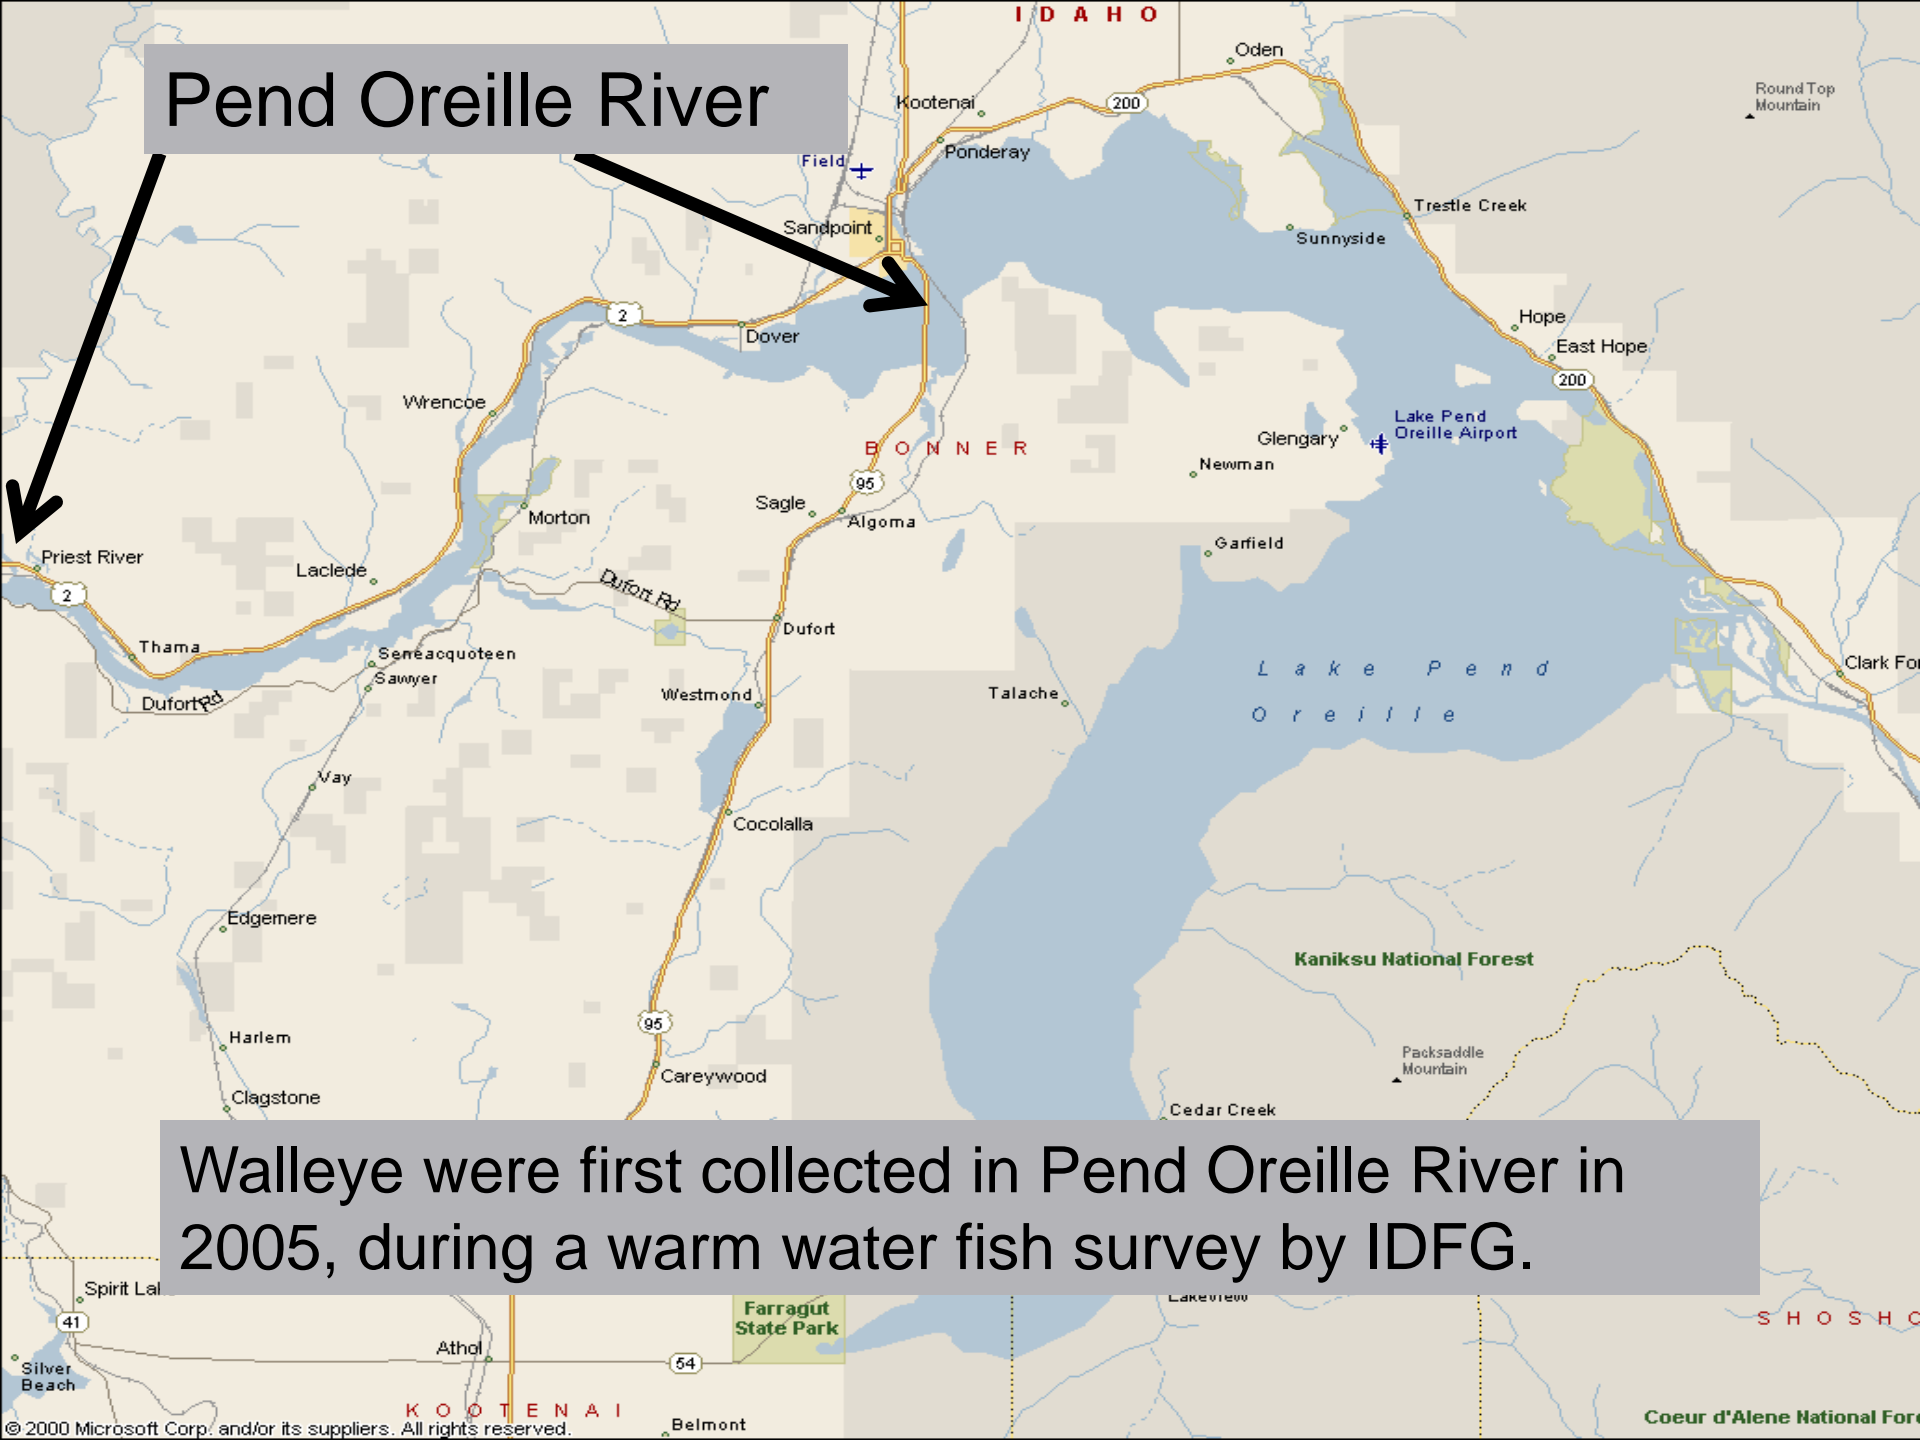 IDAHO
Pend Oreille River
Oden
Round Top
Mountain
Kootenai
200
Ponderay
Field
Trestle Creek
Sandpoint
Sunnyside
2
Hope
Dover
East Hope
200
Wrencoe
Lake Pend
Oreille Airport
BONNER
Glengary
Newman
95
Sagle
Morton
Algoma
Garfield
Priest River
Laclede
2
Dufort Rd
Dufort
Thama
Seneacquoteen
Lake Pend
Clark Fo
Sawyer
Westmond
Talache
Dufort Rd
Oreille
Vay
Cocolalla
Edgemere
Kaniksu National Forest
95
Harlem
Packsaddle
Mountain
Careywood
Clagstone
Cedar Creek
Walleye were first collected in Pend Oreille River in
2005, during a warm water fish survey by IDFG.
Spirit La
Lakeview
Farragut
State Park
41
SHOSHO
Athol
54
Silver
Beach
KOOTENAI
Belmont
Coeur d'Alene National Fore
© 2000 Microsoft Corp. and/or its suppliers. All rights reserved.